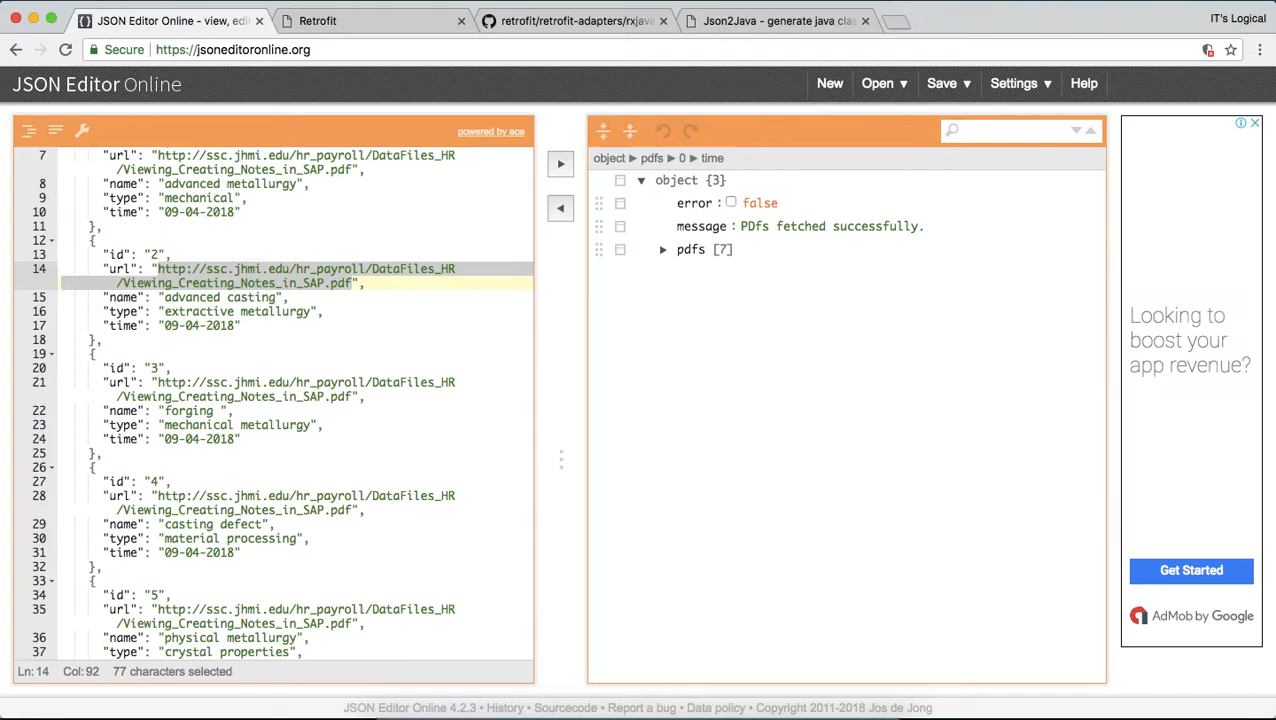 JSON Editor Online - view, edi
Retrofit
retrofit/retrofit-adapters/rxjava
Json2Java - generate java clas
IT's Logical
Secure
https://jsoneditoronline.org
JSON Editor Online
New
Open ▼
Save ▼
Settings ▼
Help
powered by ace
7 "url": "http://ssc.jhmi.edu/hr_payroll/DataFiles_HR
/Viewing_Creating_Notes_in_SAP.pdf",
8 "name": "advanced metallurgy",
9 "type": "mechanical",
10 "time": "09-04-2018"
11 },
12 {
13 "id": "2",
14 "url": "http://ssc.jhmi.edu/hr_payroll/DataFiles_HR
/Viewing_Creating_Notes_in_SAP.pdf",
15 "name": "advanced casting",
16 "type": "extractive metallurgy",
17 "time": "09-04-2018"
18 },
19 {
20 "id": "3",
21 "url": "http://ssc.jhmi.edu/hr_payroll/DataFiles_HR
/Viewing_Creating_Notes_in_SAP.pdf",
22 "name": "forging ",
23 "type": "mechanical metallurgy",
24 "time": "09-04-2018"
25 },
26 {
27 "id": "4",
28 "url": "http://ssc.jhmi.edu/hr_payroll/DataFiles_HR
/Viewing_Creating_Notes_in_SAP.pdf",
29 "name": "casting defect",
30 "type": "material processing",
31 "time": "09-04-2018"
32 },
33 {
34 "id": "5",
35 "url": "http://ssc.jhmi.edu/hr_payroll/DataFiles_HR
/Viewing_Creating_Notes_in_SAP.pdf",
36 "name": "physical metallurgy",
37 "type": "crystal properties",
Ln: 14 Col: 92 77 characters selected
object ► pdfs ► 0 ► time
▼ object {3}
error : false
message : PDfs fetched successfully.
► pdfs [7]
Looking to
boost your
app revenue?
Get Started
AdMob by Google
JSON Editor Online 4.2.3 • History • Sourcecode • Report a bug • Data policy • Copyright 2011-2018 Jos de Jong